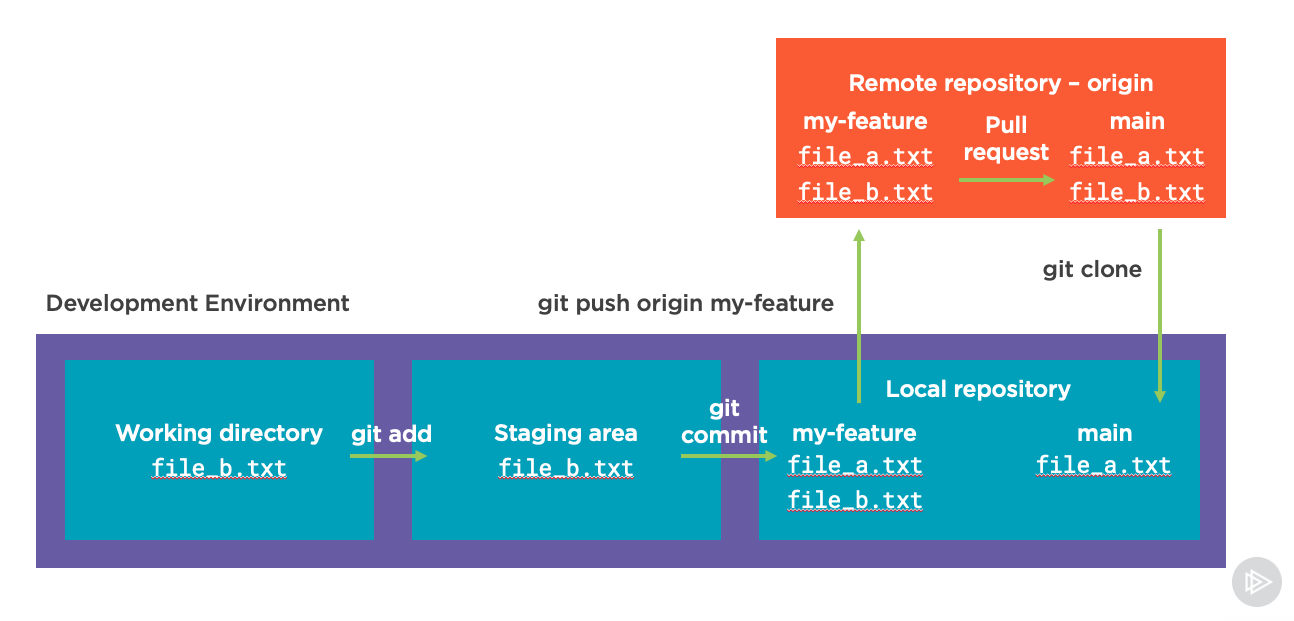 Remote repository – origin
my-feature
file_a.txt
file_b.txt
Pull
request
main
file_a.txt
file_b.txt
git clone
Development Environment
git push origin my-feature
Working directory
file_b.txt
git add
Staging area
file_b.txt
git
commit
Local repository
my-feature
file_a.txt
file_b.txt
main
file_a.txt